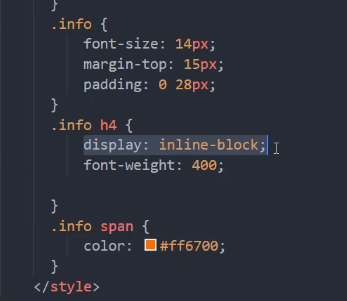 }
.info {
font-size: 14px;
margin-top: 15px;
padding: 0 28px;
}
.info h4 {
display: inline-block;
font-weight: 400;
}
.info span {
color: #ff6700;
}
</style>